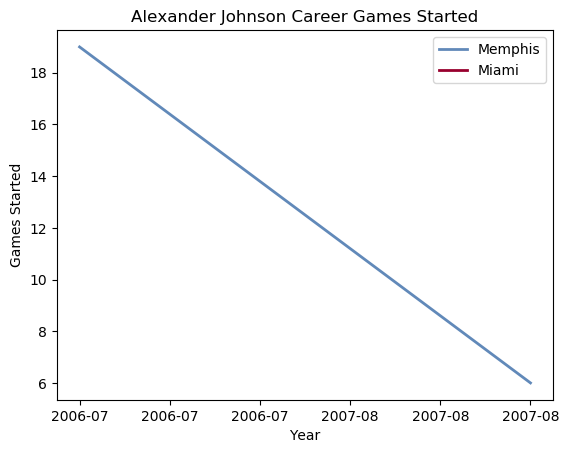 Alexander Johnson Career Games Started
Memphis
Miami
18
16
14
12
10
8
6
Games Started
2006-07 2006-07 2006-07 2007-08 2007-08 2007-08
Year